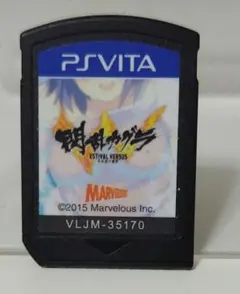 PSVITA
閃乱カグラ
ESTIVAL VERSUS
MARVELOUS
©2015 Marvelous Inc.
VLJM-35170